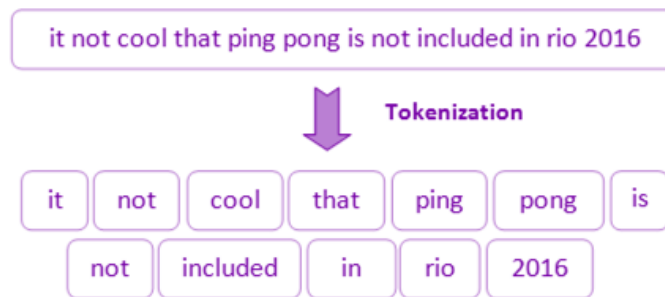 it not cool that ping pong is not included in rio 2016
Tokenization
it not cool that ping pong is
not included in rio 2016